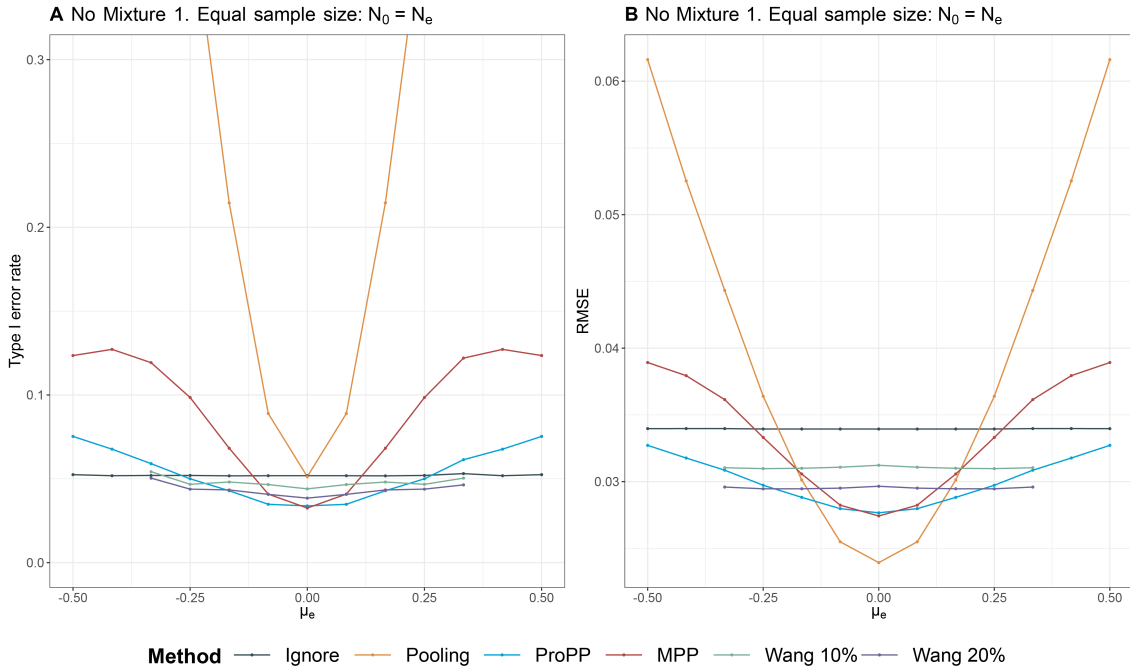 A No Mixture 1. Equal sample size: N₀ = Nₑ
0.3
0.2
0.1
0.0
Type I error rate
-0.50 -0.25 0.00 0.25 0.50
μₑ
B No Mixture 1. Equal sample size: N₀ = Nₑ
0.06
0.05
0.04
0.03
RMSE
-0.50 -0.25 0.00 0.25 0.50
μₑ
Method Ignore Pooling ProPP MPP Wang 10% Wang 20%